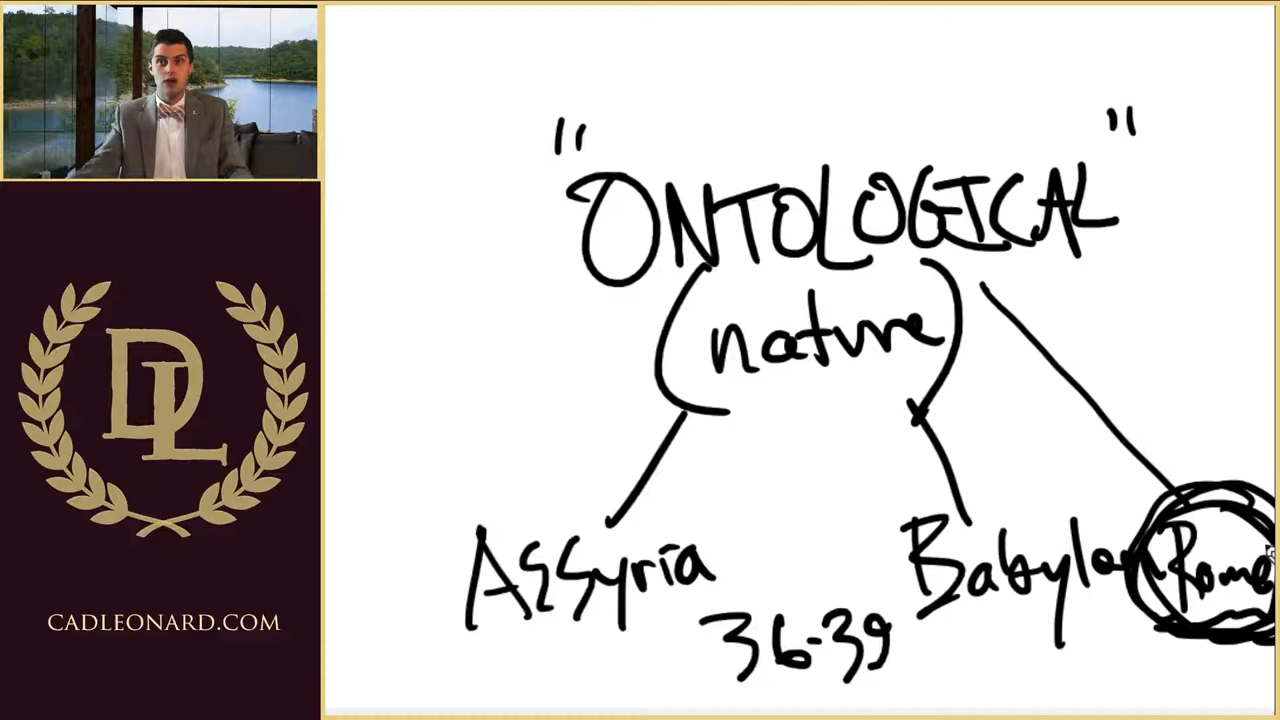 "ONTOLOGICAL"
(nature)
Assyria
Babylon
Rome
36-39
DL
CADLEONARD.COM